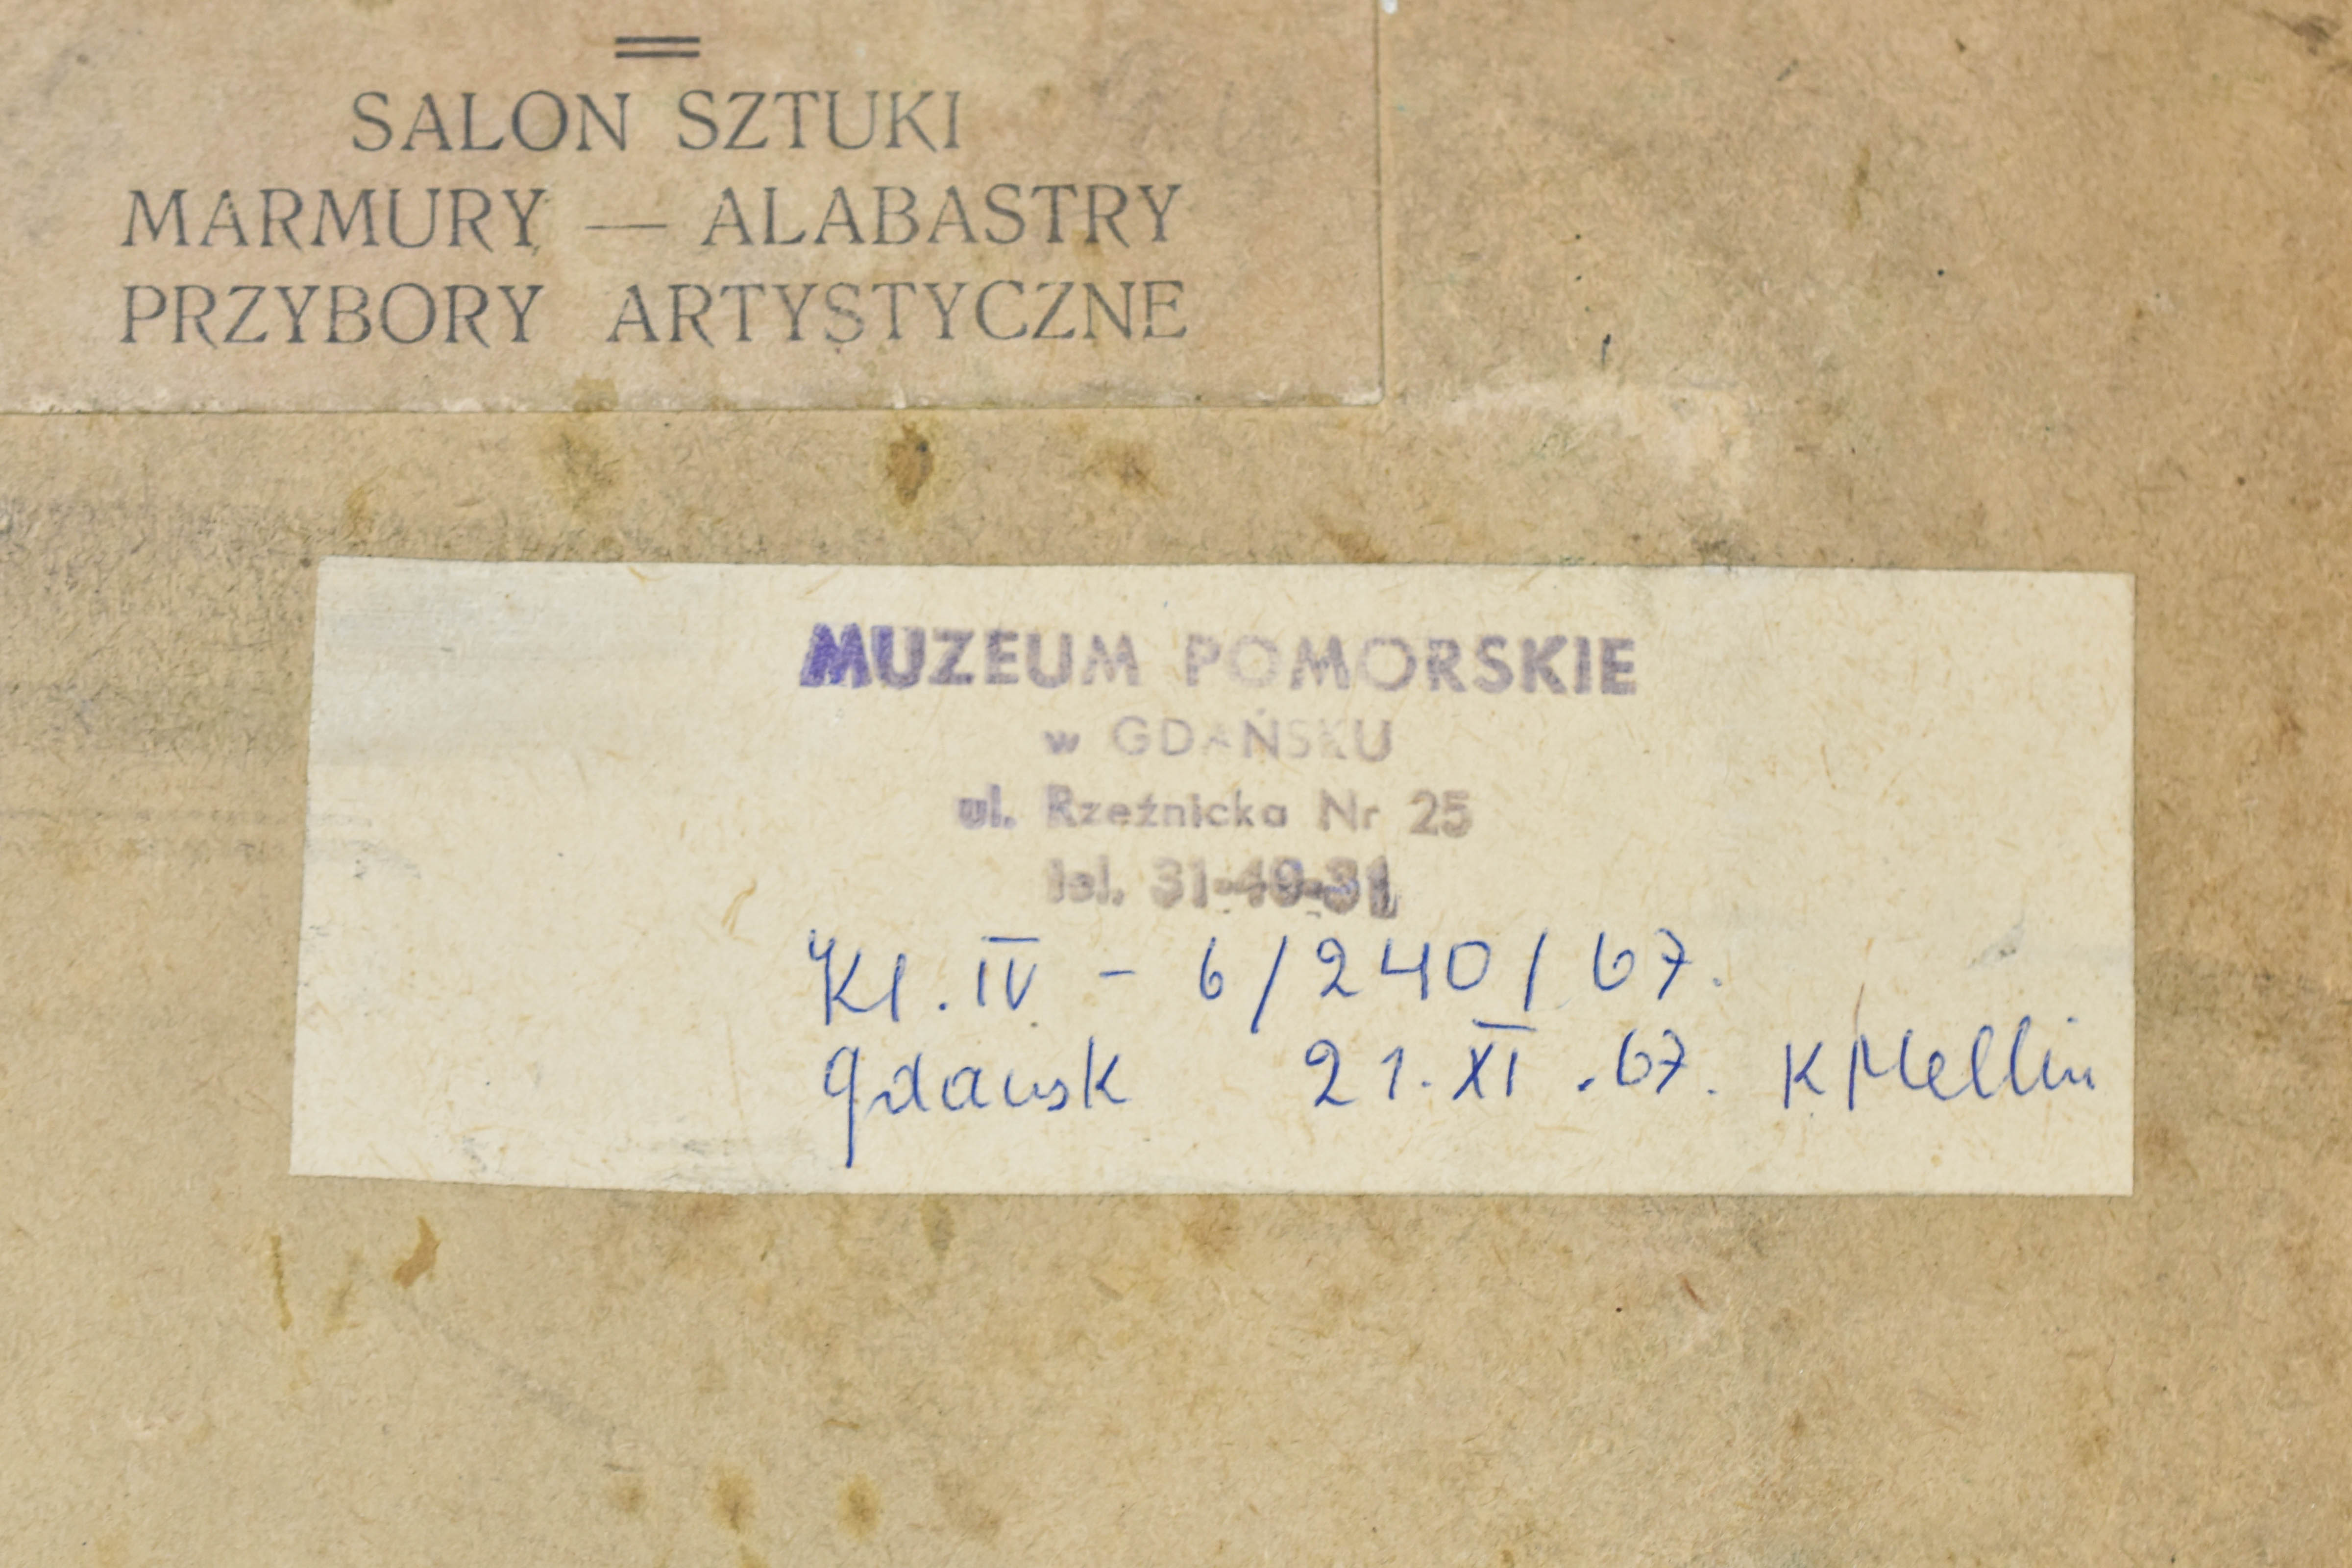 SALON SZTUKI
MARMURY — ALABASTRY
PRZYBORY ARTYSTYCZNE
MUZEUM POMORSKIE
w GDAŃSKU
ul. Rzeźnicka Nr 25
tel. 31-49-31
Kl. IV - 6/240/67.
Gdańsk 21. XI. 67. K Mellin